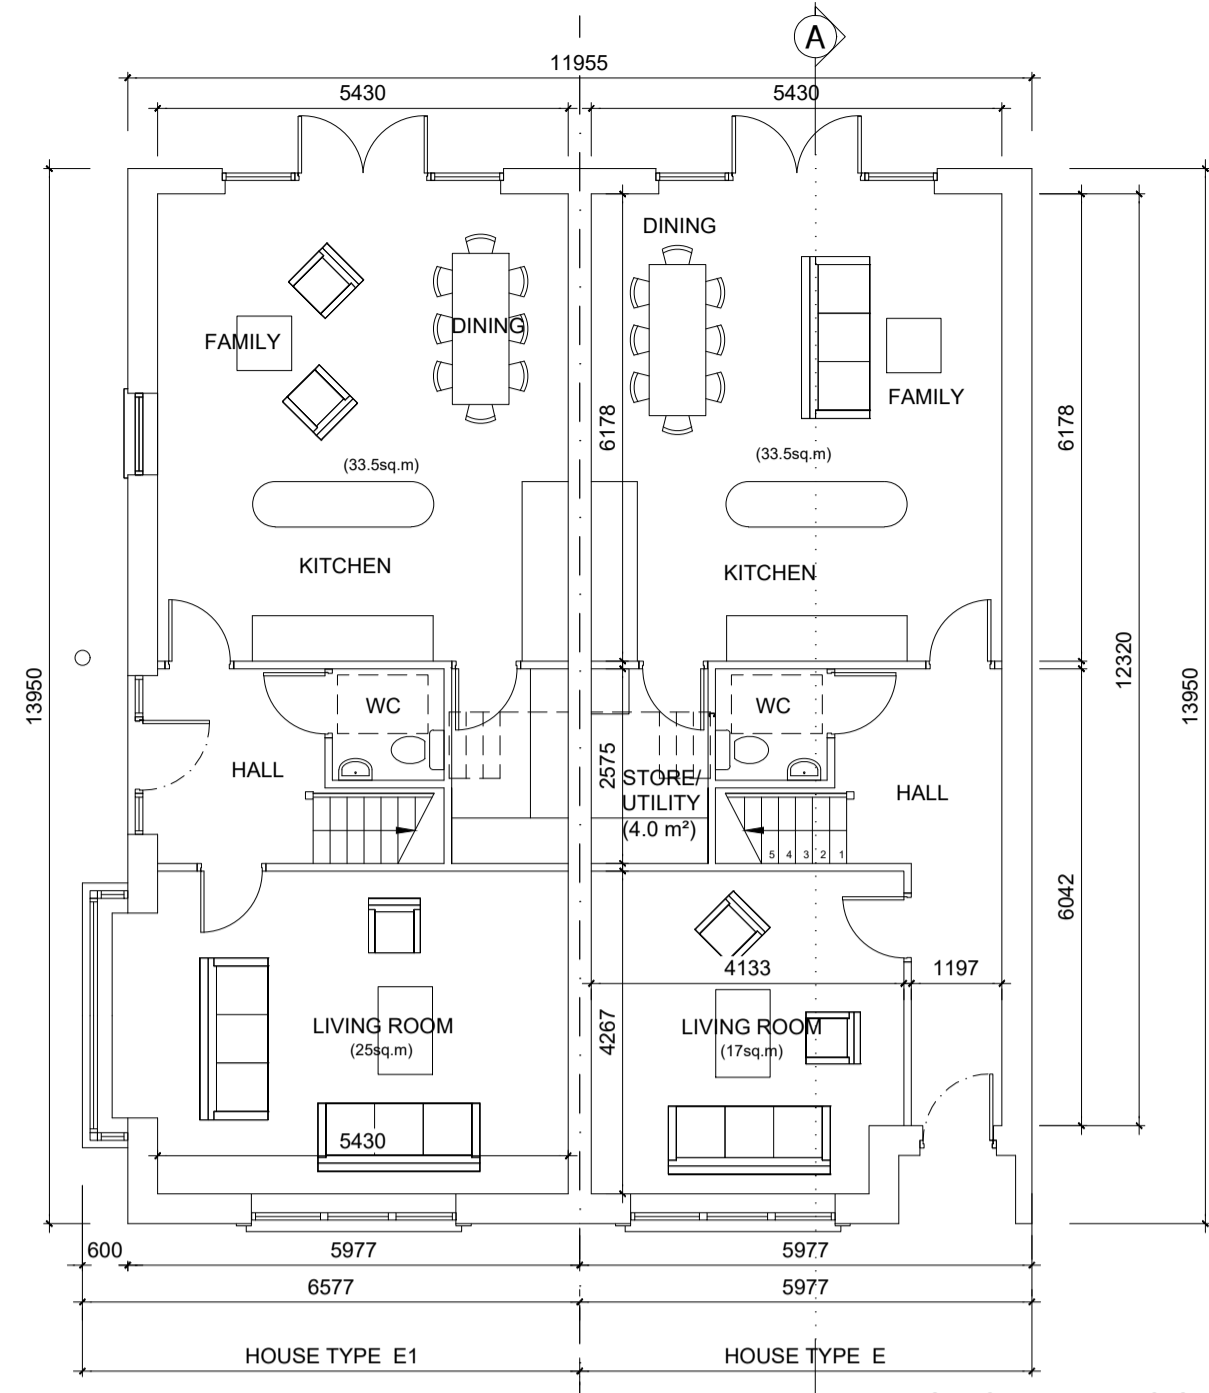 A
11955
5430
5430
DINING
DINING
FAMILY
FAMILY
6178
6178
(33.5sq.m)
(33.5sq.m)
KITCHEN
KITCHEN
13950
12320
13950
WC
WC
HALL
2575
STORE/
UTILITY
(4.0 m²)
HALL
5 4 3 2 1
6042
4133
1197
4267
LIVING ROOM
(25sq.m)
LIVING ROOM
(17sq.m)
5430
600
5977
5977
6577
5977
HOUSE TYPE E1
HOUSE TYPE E